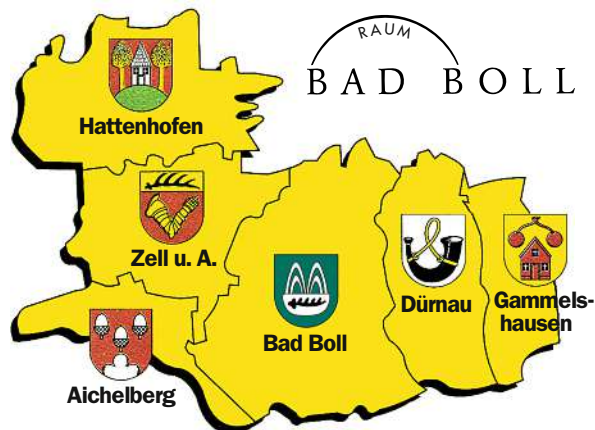 RAUM
BAD BOLL
Hattenhofen
Zell u. A.
Dürnau
Gammels-
hausen
Bad Boll
Aichelberg